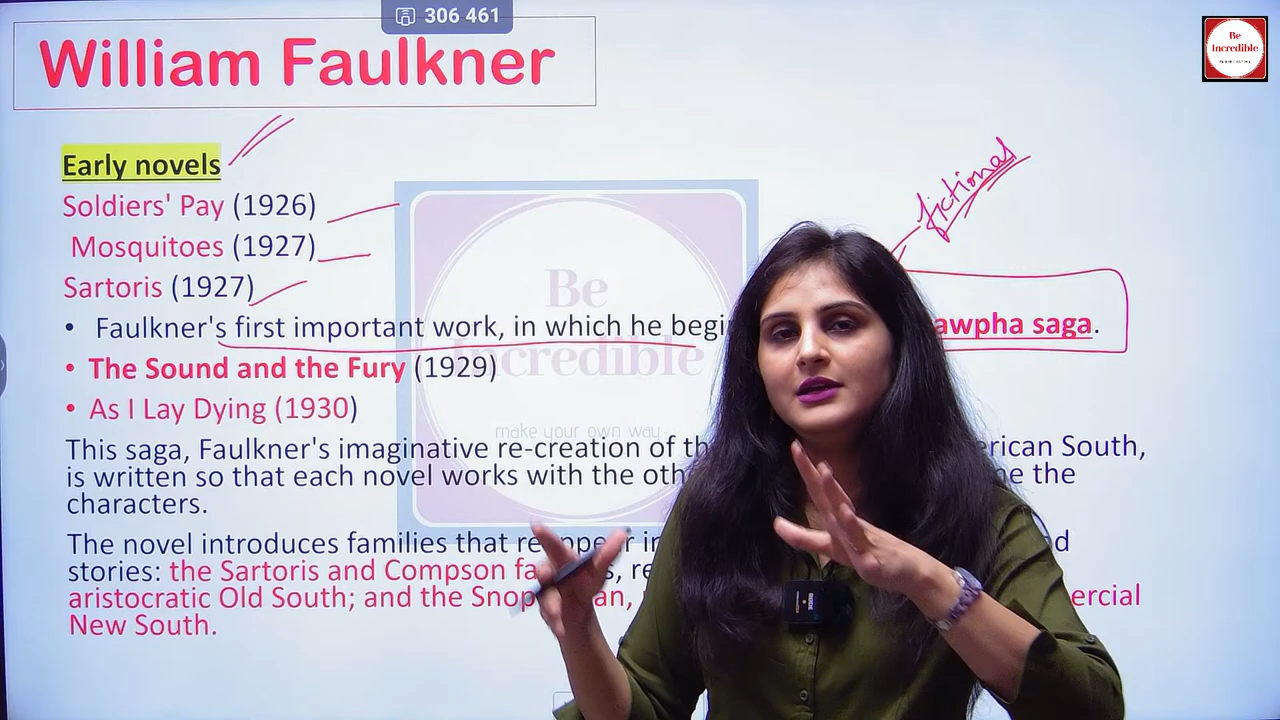 306 461
William Faulkner
Be
Incredible
fictional
Early novels
Soldiers' Pay (1926)
Mosquitoes (1927)
Sartoris (1927)
Be
Incredible
make your own way
• Faulkner's first important work, in which he begi awpha saga.
• The Sound and the Fury (1929)
• As I Lay Dying (1930)
This saga, Faulkner's imaginative re-creation of th erican South,
is written so that each novel works with the oth e the
characters.
The novel introduces families that reappear in d
stories: the Sartoris and Compson fa s, re
aristocratic Old South; and the Snop an, ercial
New South.